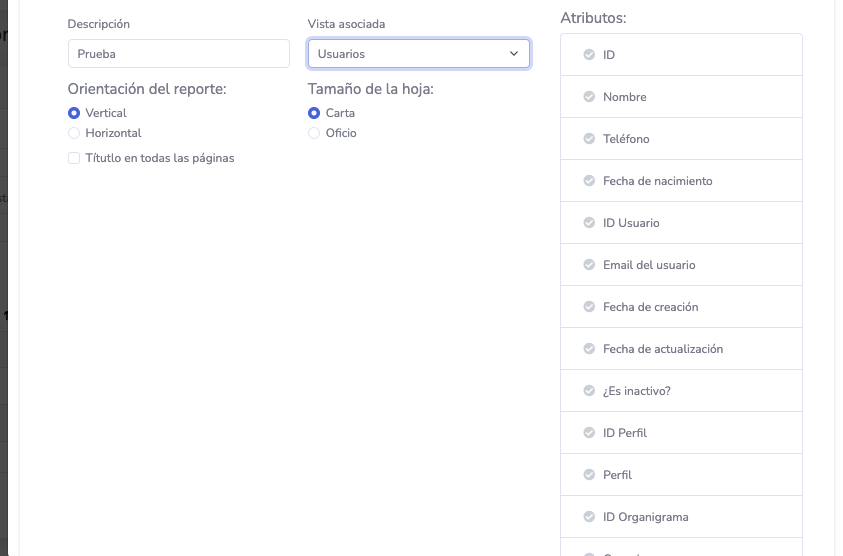 Descripción
Prueba
Vista asociada
Usuarios
Orientación del reporte:
Vertical
Horizontal
Títutlo en todas las páginas
Tamaño de la hoja:
Carta
Oficio
Atributos:
ID
Nombre
Teléfono
Fecha de nacimiento
ID Usuario
Email del usuario
Fecha de creación
Fecha de actualización
¿Es inactivo?
ID Perfil
Perfil
ID Organigrama